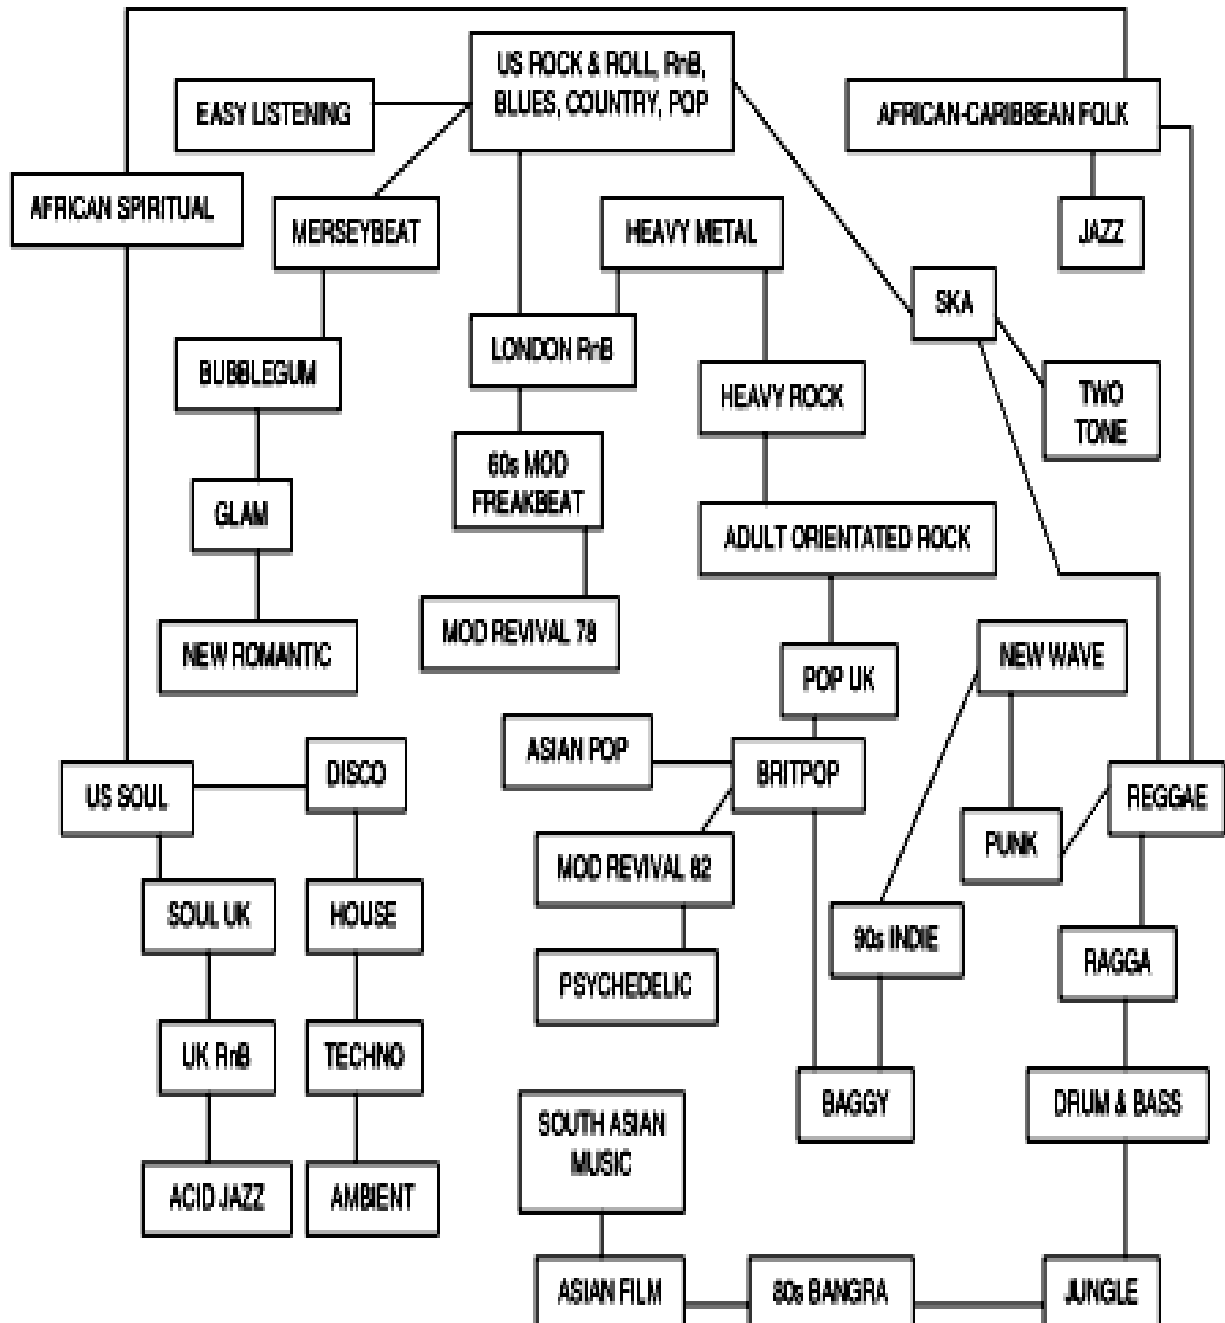 US ROCK & ROLL, RnB,
BLUES, COUNTRY, POP
EASY LISTENING
AFRICAN-CARIBBEAN FOLK
AFRICAN SPIRITUAL
MERSEYBEAT
HEAVY METAL
JAZZ
SKA
LONDON RnB
BUBBLEGUM
HEAVY ROCK
TWO
TONE
60s MOD
FREAKBEAT
GLAM
ADULT ORIENTATED ROCK
MOD REVIVAL 78
NEW ROMANTIC
NEW WAVE
POP UK
ASIAN POP
DISCO
BRITPOP
US SOUL
REGGAE
PUNK
MOD REVIVAL 82
SOUL UK
HOUSE
90s INDIE
RAGGA
PSYCHEDELIC
UK RnB
TECHNO
BAGGY
DRUM & BASS
SOUTH ASIAN
MUSIC
ACID JAZZ
AMBIENT
ASIAN FILM
80s BANGRA
JUNGLE